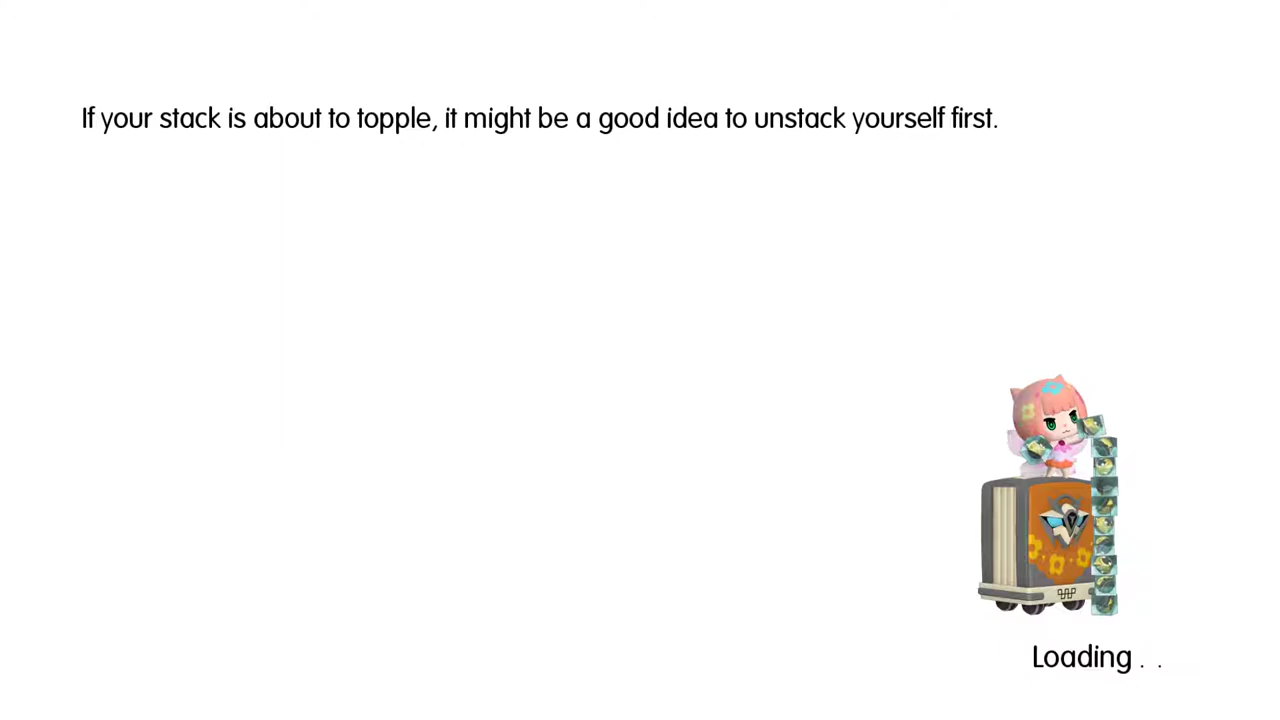 If your stack is about to topple, it might be a good idea to unstack yourself first.
Loading . .